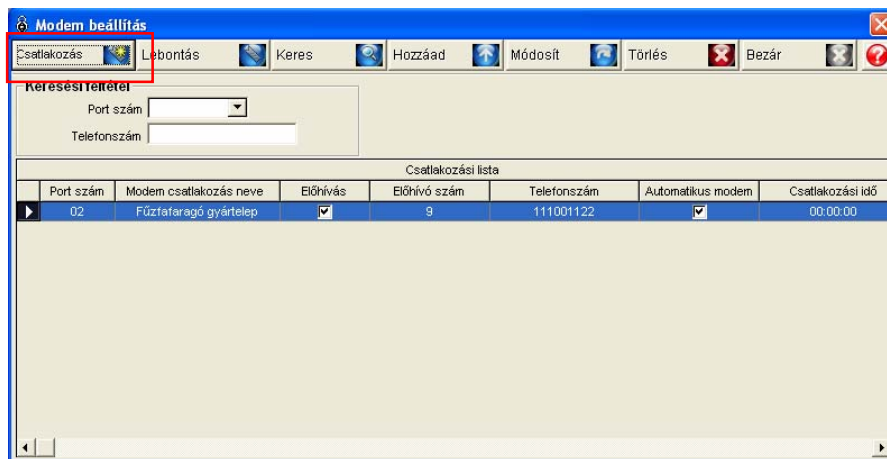 Modem beállítás
Csatlakozás Lebontás Keres Hozzáad Módosít Törlés Bezár ?
Keresési feltétel
Port szám
Telefonszám
Csatlakozási lista
Port szám Modem csatlakozás neve Előhívás Előhívó szám Telefonszám Automatikus modem Csatlakozási idő
02 Fűzfafaragó gyártelep 9 111001122 00:00:00